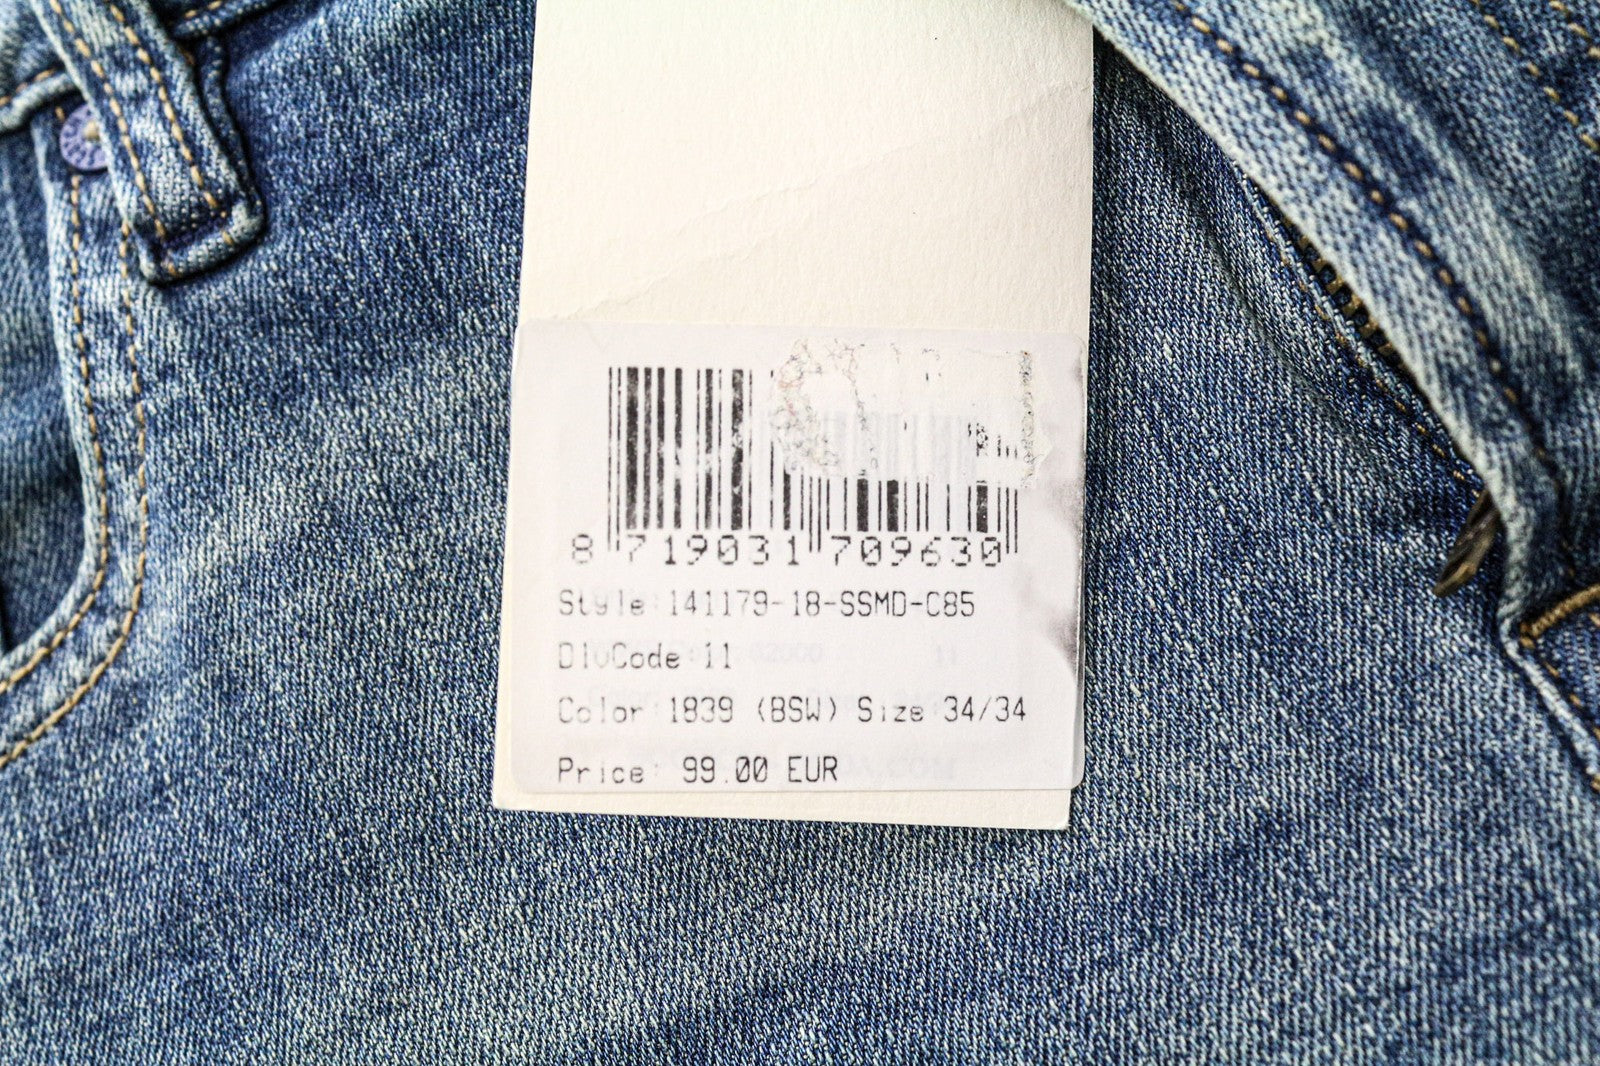 8 719031 709630
Style: 141179-18-SSMD-C85
DivCode 11
Color: 1839 (BSW) Size 34/34
Price: 99.00 EUR